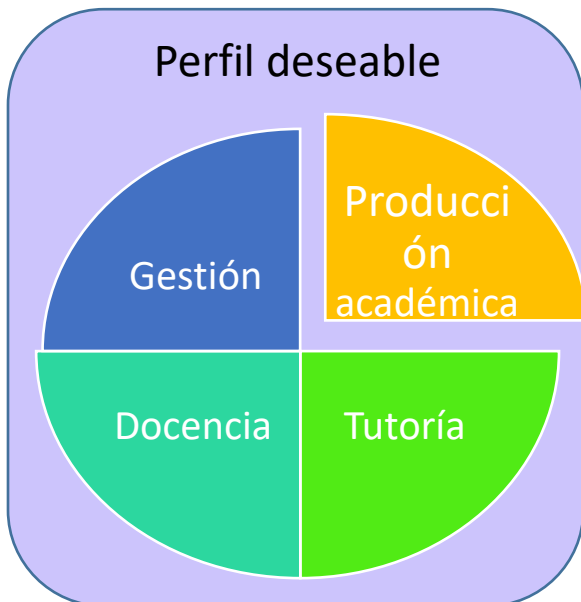 Perfil deseable
Gestión
Producci
ón
académica
Docencia
Tutoría